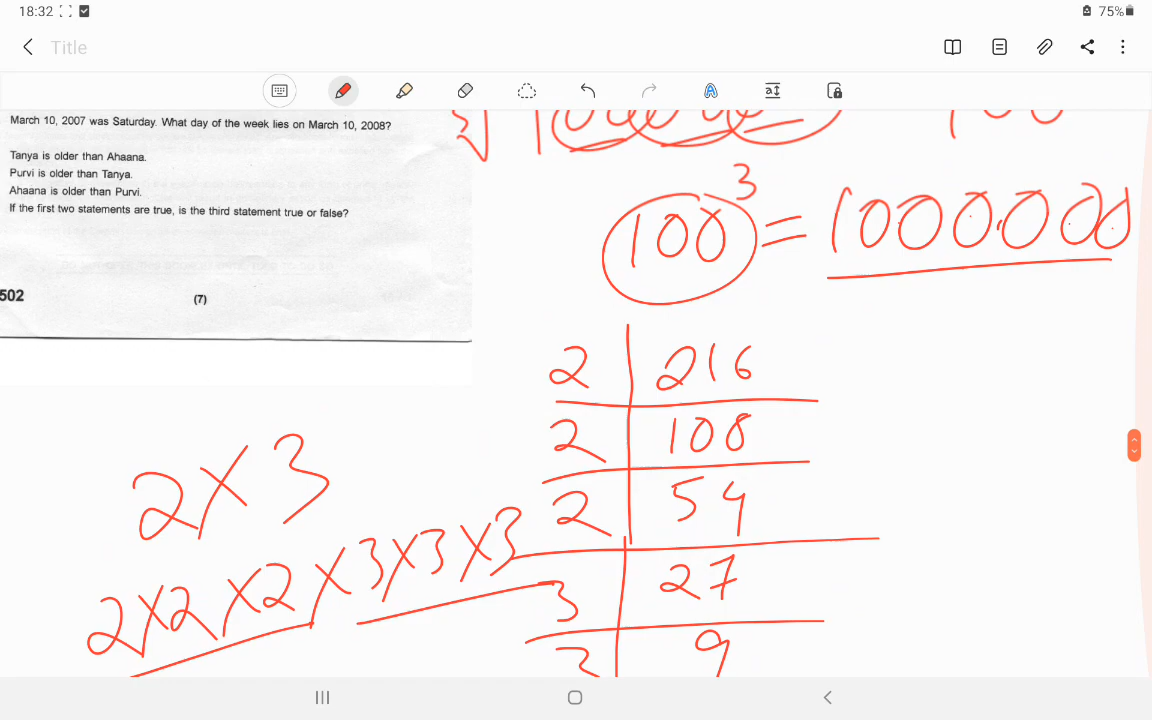 18:32
75%
Title
March 10, 2007 was Saturday. What day of the week lies on March 10, 2008?
Tanya is older than Ahaana.
Purvi is older than Tanya.
Ahaana is older than Purvi.
If the first two statements are true, is the third statement true or false?
502
(7)
100³ = 1000000
2 | 216
2 | 108
2 | 54
3 | 27
3 | 9
2 × 3
2×2×2×3×3×3